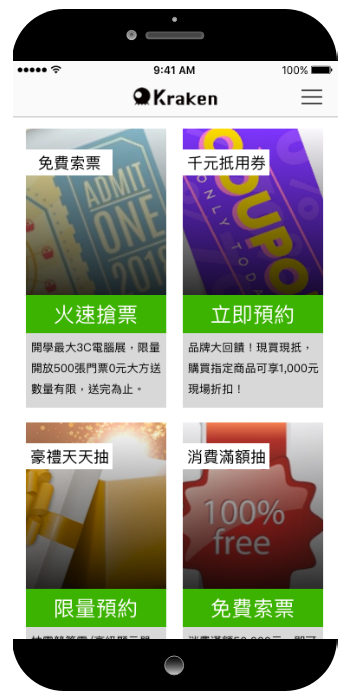 9:41 AM
100%
Kraken
免費索票
ADMIT
ONE
千元抵用券
COUPO
ONLY TODA
火速搶票
立即預約
開學最大3C電腦展，限量
開放500張門票0元大方送
數量有限，送完為止。
品牌大回饋！現買現抵，
購買指定商品可享1,000元
現場折扣！
豪禮天天抽
消費滿額抽
100%
free
限量預約
免費索票